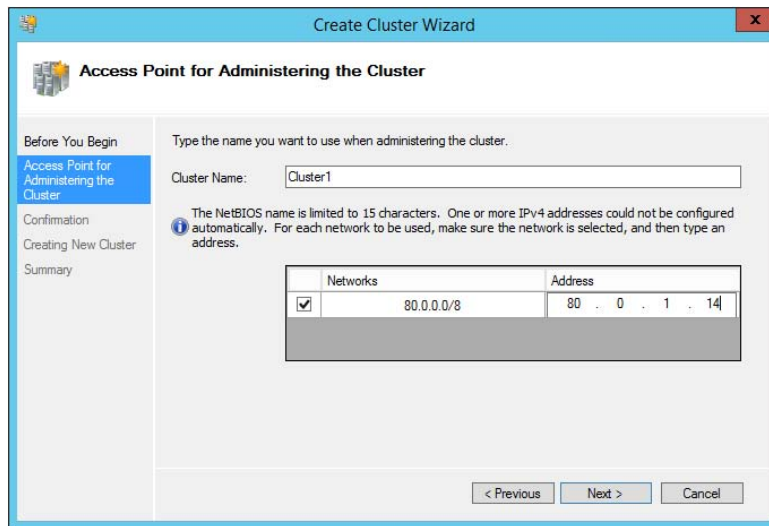 Create Cluster Wizard
x
Access Point for Administering the Cluster
Before You Begin
Access Point for
Administering the
Cluster
Confirmation
Creating New Cluster
Summary
Type the name you want to use when administering the cluster.
Cluster Name:
Cluster1
The NetBIOS name is limited to 15 characters. One or more IPv4 addresses could not be configured
automatically. For each network to be used, make sure the network is selected, and then type an
address.
Networks Address
80.0.0.0/8 80 . 0 . 1 . 14
< Previous Next > Cancel